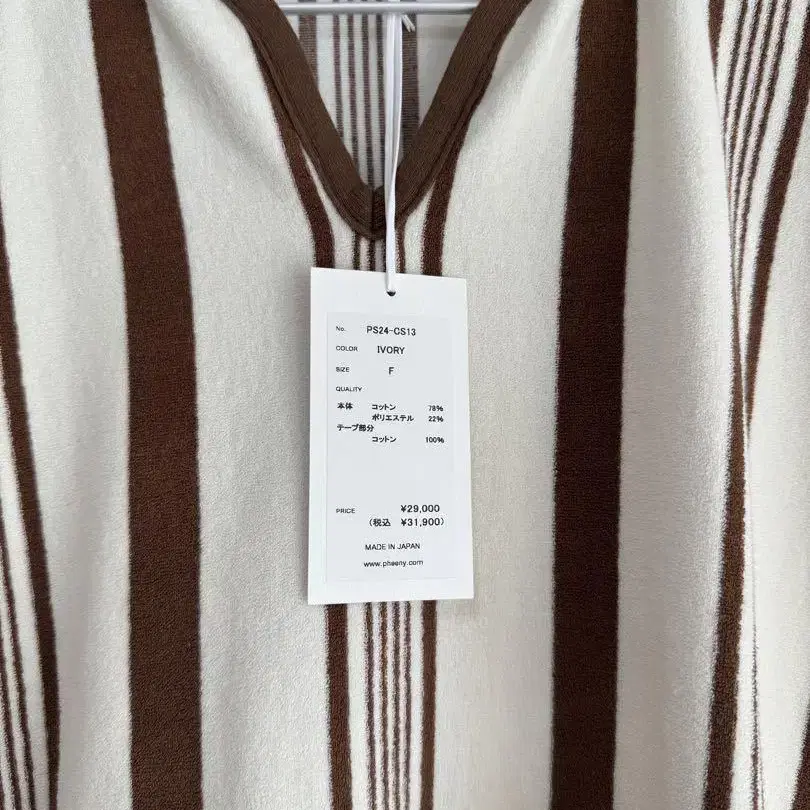 No. PS24-CS13
COLOR IVORY
SIZE F
QUALITY
本体 コットン 78%
ポリエステル 22%
テープ部分
コットン 100%
PRICE ¥29,000
(税込 ¥31,900)
MADE IN JAPAN
www.pheeny.com